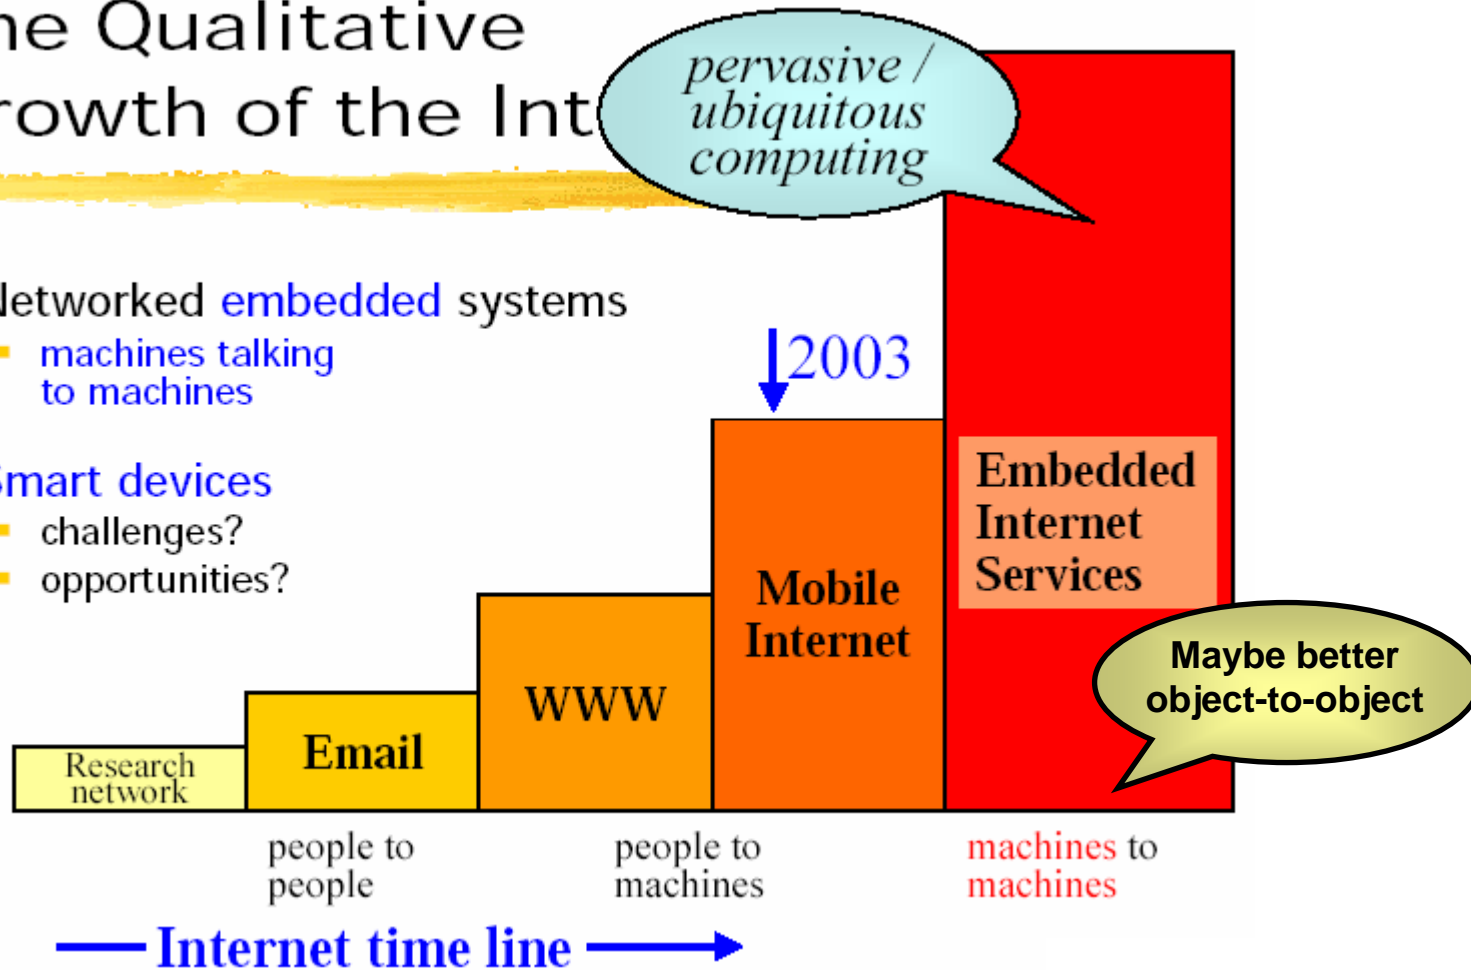 he Qualitative
rowth of the Int
pervasive /
ubiquitous
computing
Networked embedded systems
machines talking
to machines
2003
Smart devices
challenges?
opportunities?
Embedded
Internet
Services
Mobile
Internet
Maybe better
object-to-object
WWW
Email
Research
network
people to
people
people to
machines
machines to
machines
Internet time line